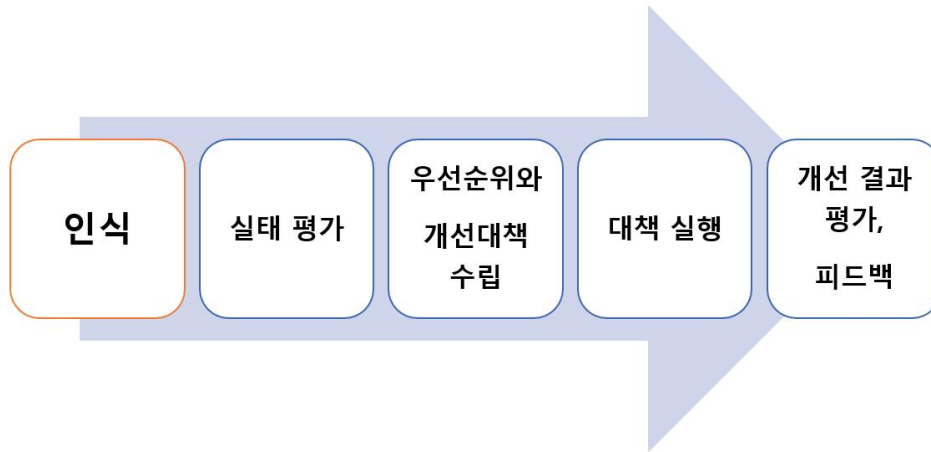 인식
실태 평가
우선순위와
개선대책
수립
대책 실행
개선 결과
평가,
피드백